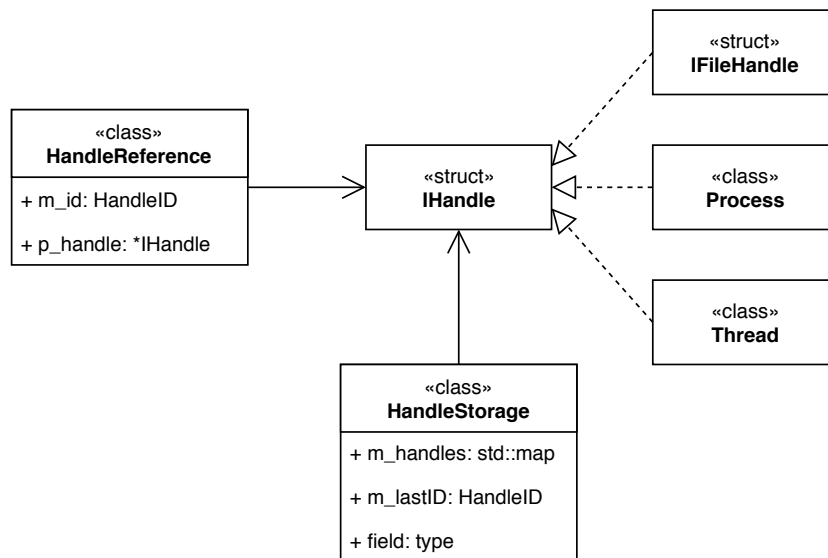 «struct»
IFileHandle
«class»
HandleReference
+ m_id: HandleID
+ p_handle: *IHandle
«struct»
IHandle
«class»
Process
«class»
Thread
«class»
HandleStorage
+ m_handles: std::map
+ m_lastID: HandleID
+ field: type